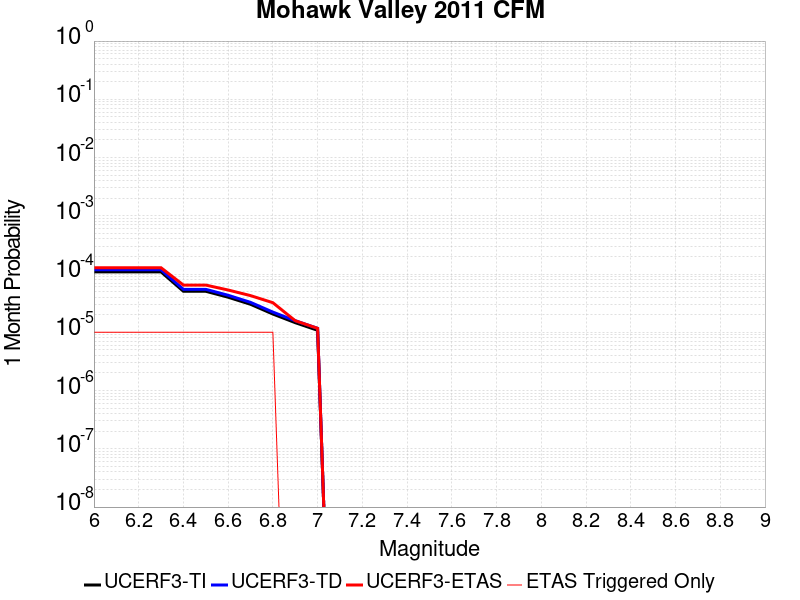 Mohawk Valley 2011 CFM
10^0
10^-1
10^-2
10^-3
10^-4
10^-5
10^-6
10^-7
10^-8
1 Month Probability
6 6.2 6.4 6.6 6.8 7 7.2 7.4 7.6 7.8 8 8.2 8.4 8.6 8.8 9
Magnitude
UCERF3-TI UCERF3-TD UCERF3-ETAS ETAS Triggered Only